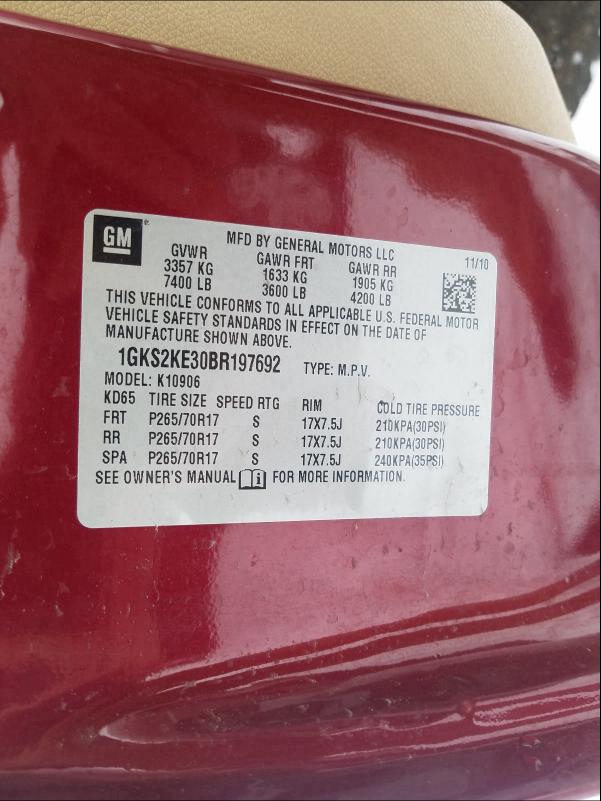 GM
MFD BY GENERAL MOTORS LLC 11/10
GVWR GAWR FRT GAWR RR
3357 KG 1633 KG 1905 KG
7400 LB 3600 LB 4200 LB
THIS VEHICLE CONFORMS TO ALL APPLICABLE U.S. FEDERAL MOTOR
VEHICLE SAFETY STANDARDS IN EFFECT ON THE DATE OF
MANUFACTURE SHOWN ABOVE.
1GKS2KE30BR197692 TYPE: M.P.V.
MODEL: K10906
KD65 TIRE SIZE SPEED RTG RIM COLD TIRE PRESSURE
FRT P265/70R17 S 17X7.5J 210KPA(30PSI)
RR P265/70R17 S 17X7.5J 210KPA(30PSI)
SPA P265/70R17 S 17X7.5J 240KPA(35PSI)
SEE OWNER'S MANUAL FOR MORE INFORMATION.